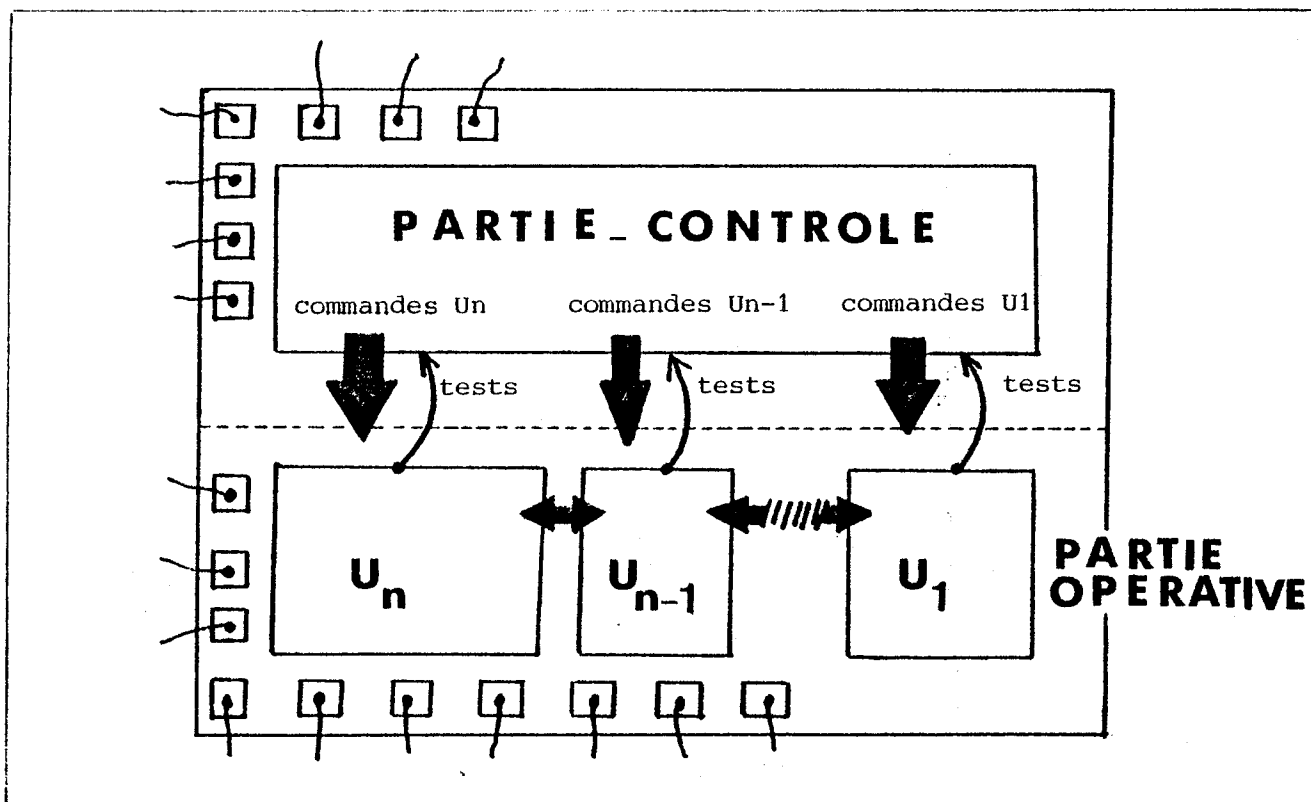 PARTIE_CONTROLE
commandes Un commandes Un-1 commandes U1
tests tests tests
Un Un-1 U1
PARTIE
OPERATIVE